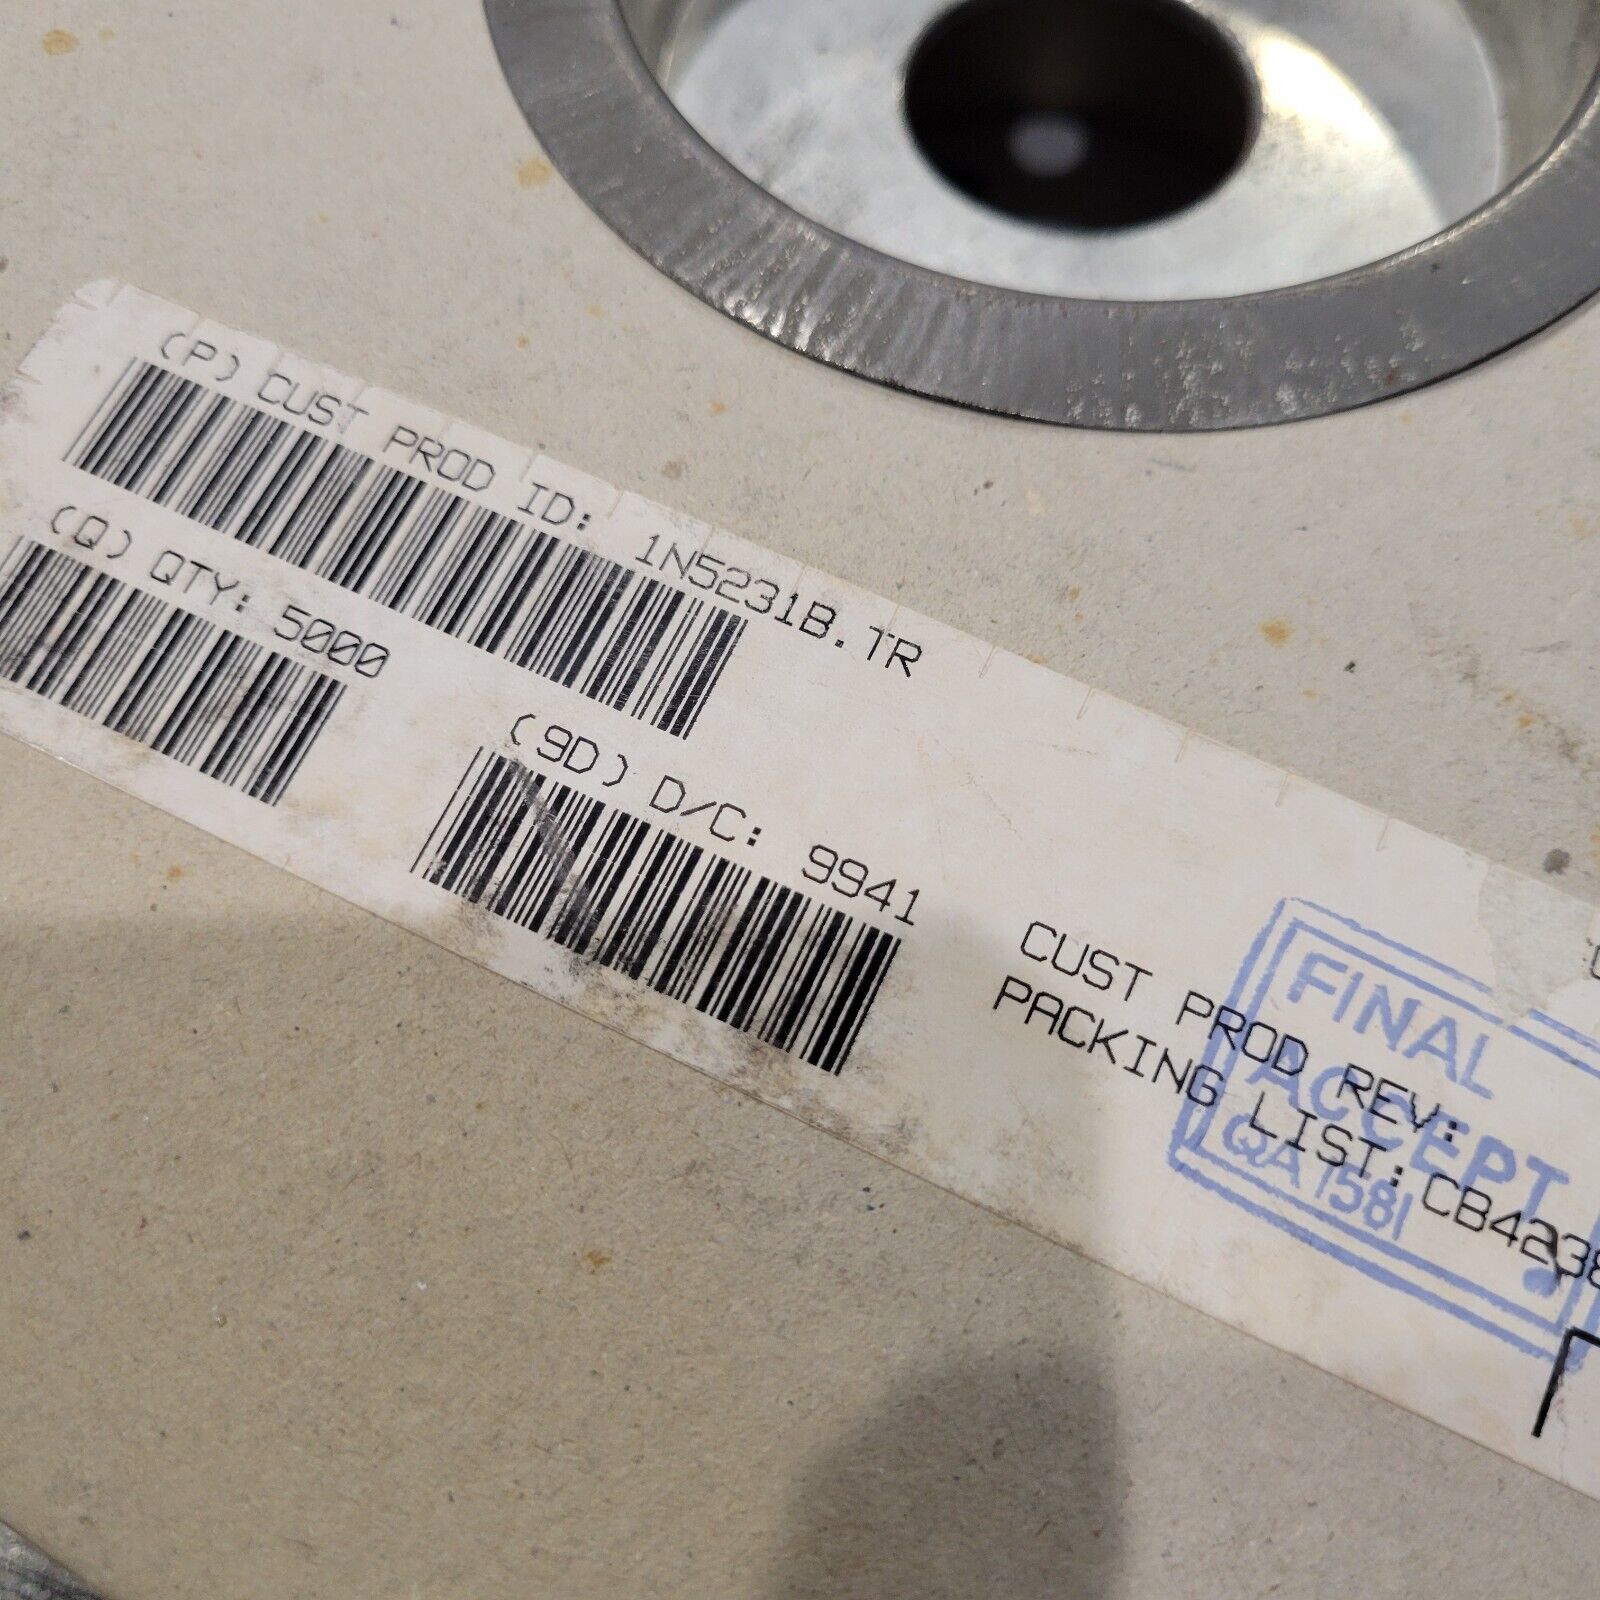 (P) CUST PROD ID: 1N5231B.TR
(Q) QTY: 5000
(9D) D/C: 9941
CUST PROD REV:
PACKING LIST: CB4238
FINAL
ACCEPT
QA 1581